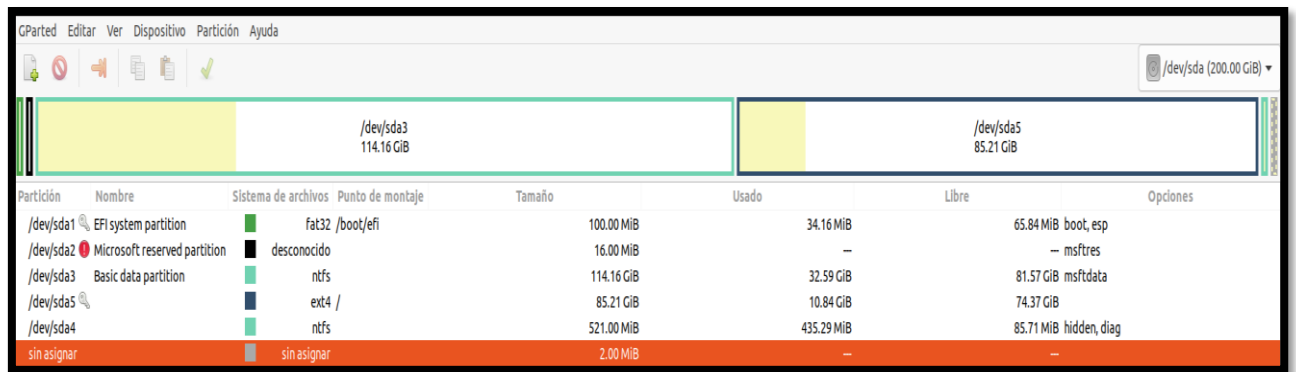 GParted Editar Ver Dispositivo Partición Ayuda
/dev/sda (200.00 GiB)
/dev/sda3
114.16 GiB
/dev/sda5
85.21 GiB
Partición Nombre Sistema de archivos Punto de montaje Tamaño Usado Libre Opciones
/dev/sda1 EFI system partition fat32 /boot/efi 100.00 MiB 34.16 MiB 65.84 MiB boot, esp
/dev/sda2 Microsoft reserved partition desconocido 16.00 MiB --- --- msftres
/dev/sda3 Basic data partition ntfs 114.16 GiB 32.59 GiB 81.57 GiB msftdata
/dev/sda5 ext4 / 85.21 GiB 10.84 GiB 74.37 GiB
/dev/sda4 ntfs 521.00 MiB 435.29 MiB 85.71 MiB hidden, diag
sin asignar sin asignar 2.00 MiB --- ---